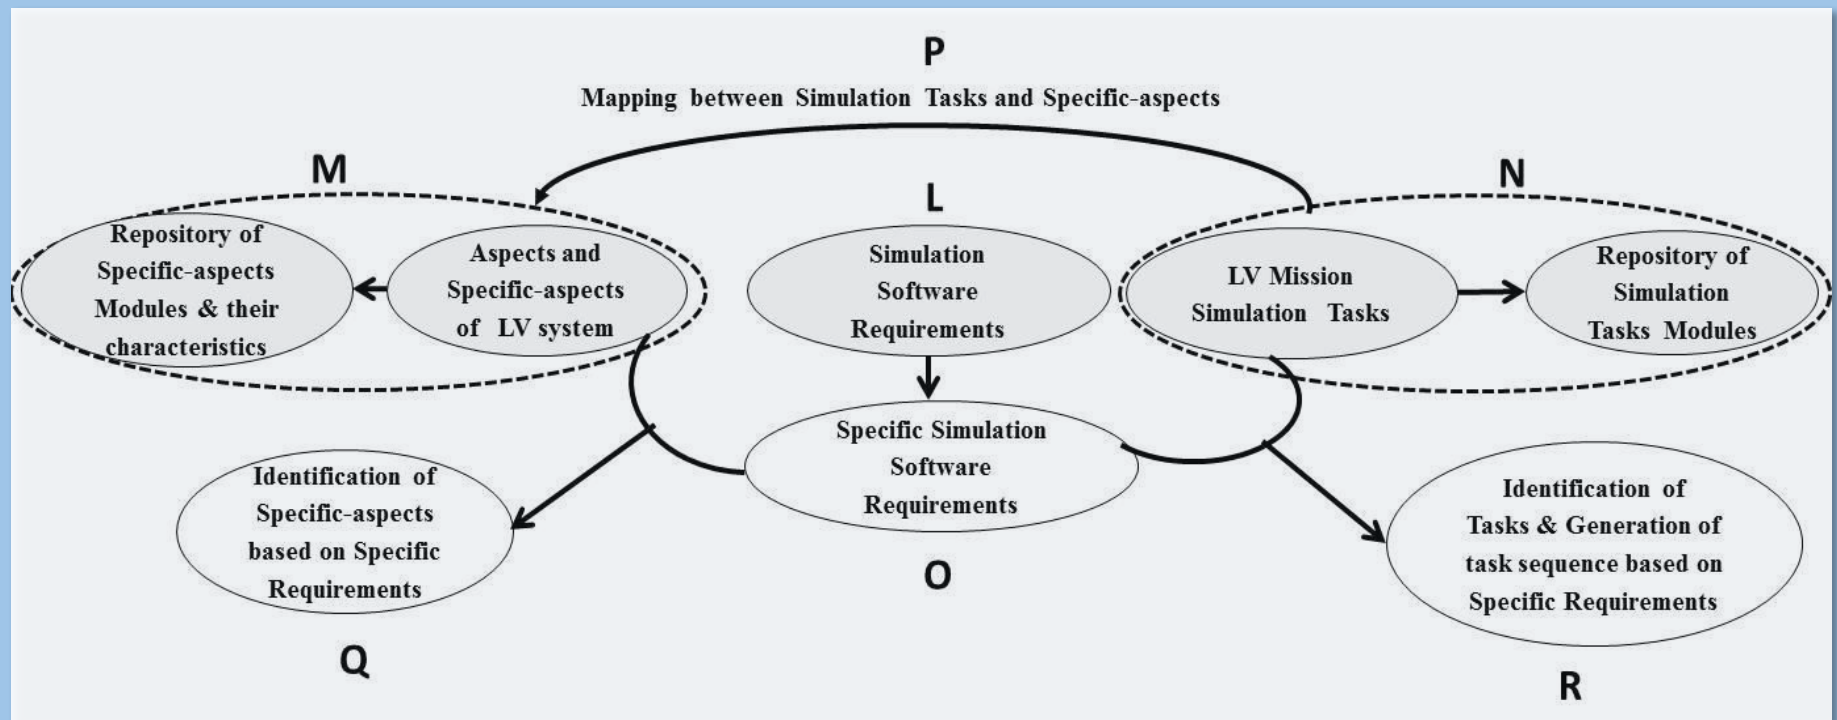 P
Mapping between Simulation Tasks and Specific-aspects
M
N
L
Repository of
Specific-aspects
Modules & their
characteristics
Aspects and
Specific-aspects
of LV system
Simulation
Software
Requirements
LV Mission
Simulation Tasks
Repository of
Simulation
Tasks Modules
Specific Simulation
Software
Requirements
O
Identification of
Specific-aspects
based on Specific
Requirements
Q
Identification of
Tasks & Generation of
task sequence based on
Specific Requirements
R